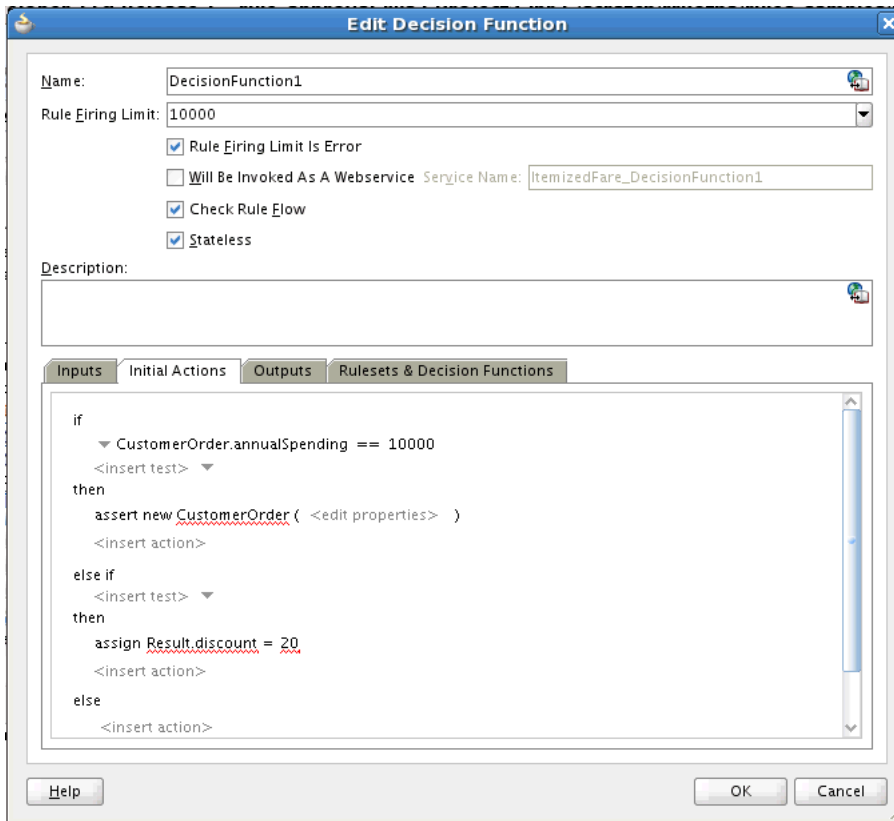 Edit Decision Function
Name: DecisionFunction1
Rule Firing Limit: 10000
Rule Firing Limit Is Error
Will Be Invoked As A Webservice Service Name: ItemizedFare_DecisionFunction1
Check Rule Flow
Stateless
Description:
Inputs Initial Actions Outputs Rulesets & Decision Functions
if
CustomerOrder.annualSpending == 10000
<insert test>
then
assert new CustomerOrder ( <edit properties> )
<insert action>
else if
<insert test>
then
assign Result.discount = 20
<insert action>
else
<insert action>
Help OK Cancel